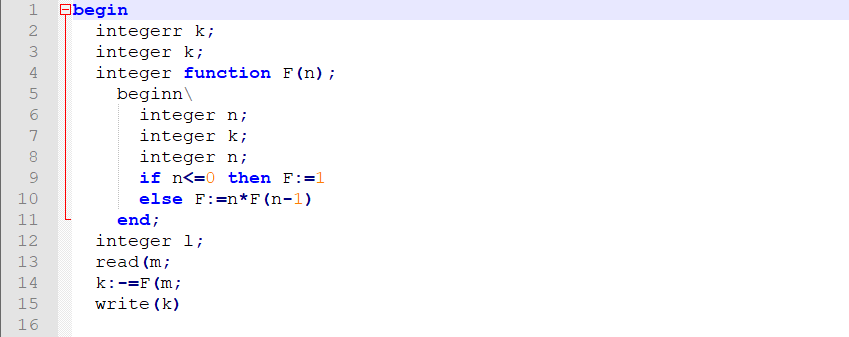 1 begin
2 integerr k;
3 integer k;
4 integer function F(n);
5 beginn\
6 integer n;
7 integer k;
8 integer n;
9 if n<=0 then F:=1
10 else F:=n*F(n-1)
11 end;
12 integer l;
13 read(m;
14 k:-=F(m;
15 write(k)
16